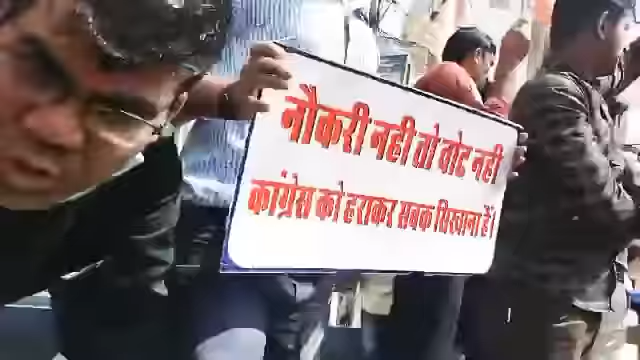 नौकरी नही तो वोट नही
कांग्रेस को हराकर सबक सिखाना हैं।